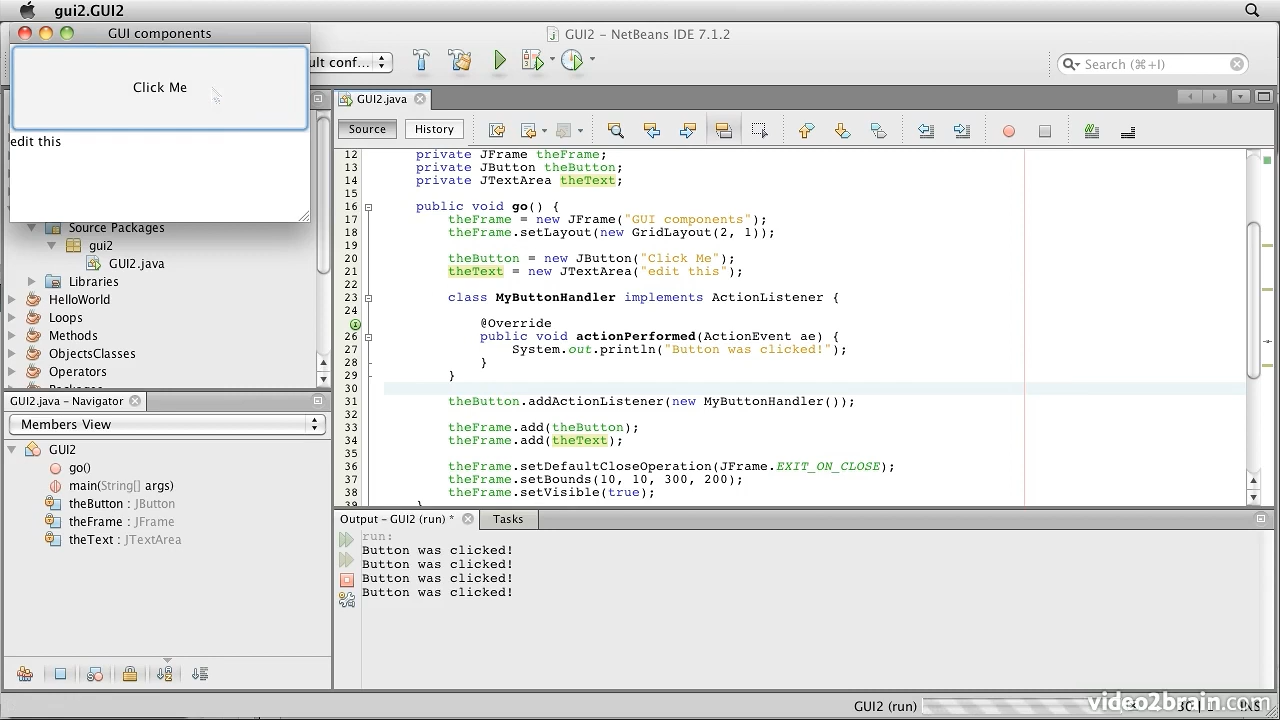 gui2.GUI2
GUI components
GUI2 – NetBeans IDE 7.1.2
Click Me
edit this
ult conf...
Search (⌘+I)
GUI2.java
Source
History
Source Packages
gui2
GUI2.java
Libraries
HelloWorld
Loops
Methods
ObjectsClasses
Operators
GUI2.java – Navigator
Members View
GUI2
go()
main(String[] args)
theButton : JButton
theFrame : JFrame
theText : JTextArea
12 private JFrame theFrame;
13 private JButton theButton;
14 private JTextArea theText;
15
16 public void go() {
17 theFrame = new JFrame("GUI components");
18 theFrame.setLayout(new GridLayout(2, 1));
19
20 theButton = new JButton("Click Me");
21 theText = new JTextArea("edit this");
22
23 class MyButtonHandler implements ActionListener {
24
@Override
26 public void actionPerformed(ActionEvent ae) {
27 System.out.println("Button was clicked!");
28 }
29 }
30
31 theButton.addActionListener(new MyButtonHandler());
32
33 theFrame.add(theButton);
34 theFrame.add(theText);
35
36 theFrame.setDefaultCloseOperation(JFrame.EXIT_ON_CLOSE);
37 theFrame.setBounds(10, 10, 300, 200);
38 theFrame.setVisible(true);
39 }
Output – GUI2 (run) *
Tasks
run:
Button was clicked!
Button was clicked!
Button was clicked!
Button was clicked!
GUI2 (run)
INS
video2brain.com